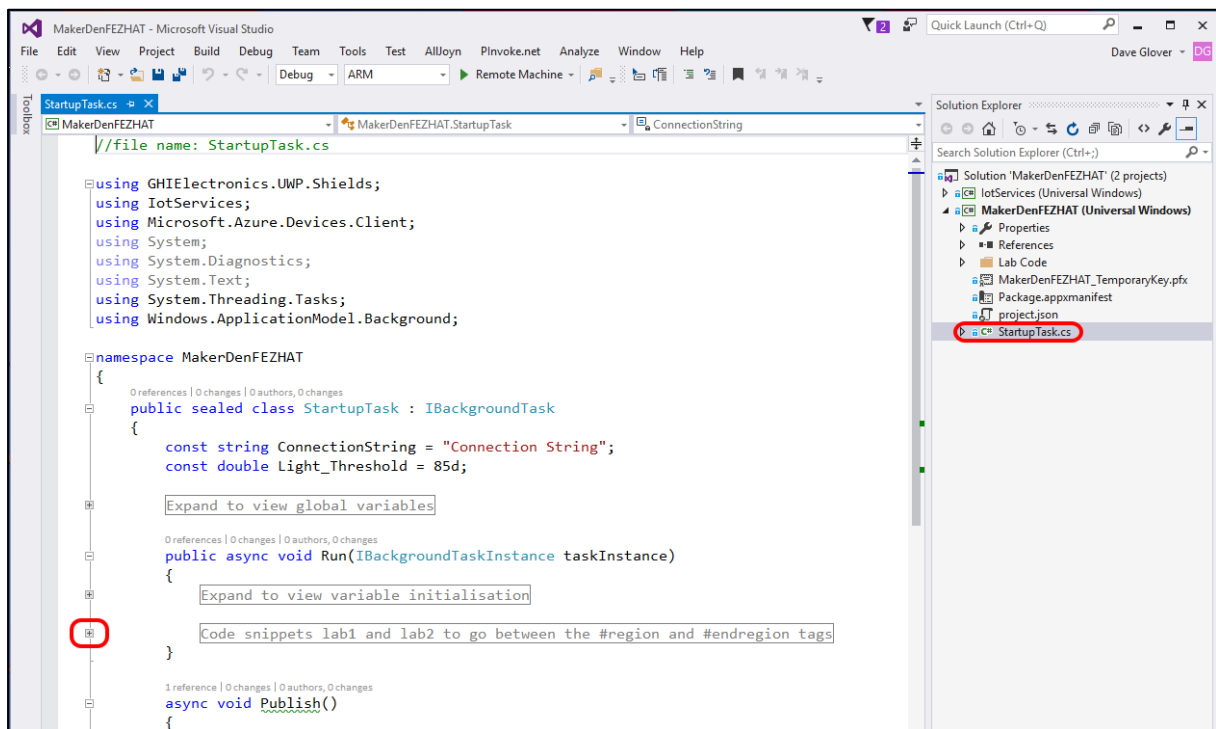 MakerDenFEZHAT - Microsoft Visual Studio
2
Quick Launch (Ctrl+Q)
File Edit View Project Build Debug Team Tools Test AllJoyn PInvoke.net Analyze Window Help
Dave Glover
DG
Debug ARM Remote Machine
Toolbox
StartupTask.cs
C# MakerDenFEZHAT MakerDenFEZHAT.StartupTask ConnectionString
//file name: StartupTask.cs
using GHIElectronics.UWP.Shields;
using IotServices;
using Microsoft.Azure.Devices.Client;
using System;
using System.Diagnostics;
using System.Text;
using System.Threading.Tasks;
using Windows.ApplicationModel.Background;
namespace MakerDenFEZHAT
{
0 references | 0 changes | 0 authors, 0 changes
public sealed class StartupTask : IBackgroundTask
{
const string ConnectionString = "Connection String";
const double Light_Threshold = 85d;
Expand to view global variables
0 references | 0 changes | 0 authors, 0 changes
public async void Run(IBackgroundTaskInstance taskInstance)
{
Expand to view variable initialisation
Code snippets lab1 and lab2 to go between the #region and #endregion tags
}
1 reference | 0 changes | 0 authors, 0 changes
async void Publish()
{
Solution Explorer
Search Solution Explorer (Ctrl+;)
Solution 'MakerDenFEZHAT' (2 projects)
C# IotServices (Universal Windows)
C# MakerDenFEZHAT (Universal Windows)
Properties
References
Lab Code
MakerDenFEZHAT_TemporaryKey.pfx
Package.appxmanifest
project.json
C# StartupTask.cs